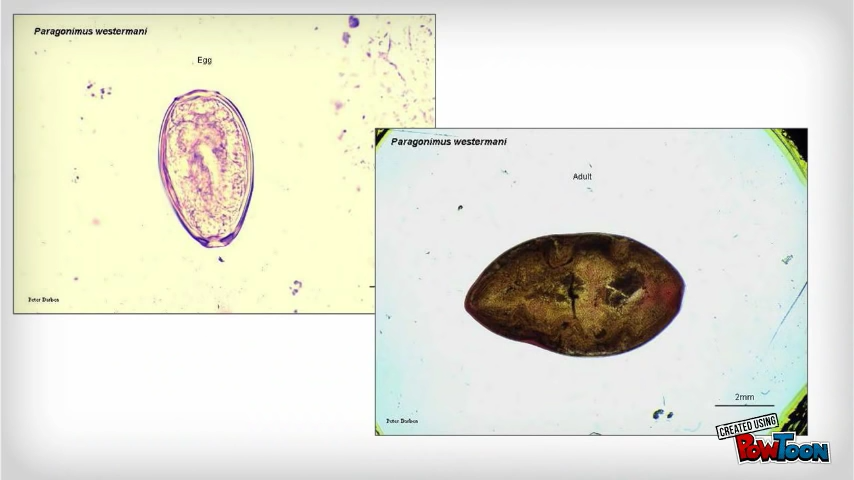 Paragonimus westermani
Egg
Peter Darben
Paragonimus westermani
Adult
2mm
Peter Darben
CREATED USING
POWTOON